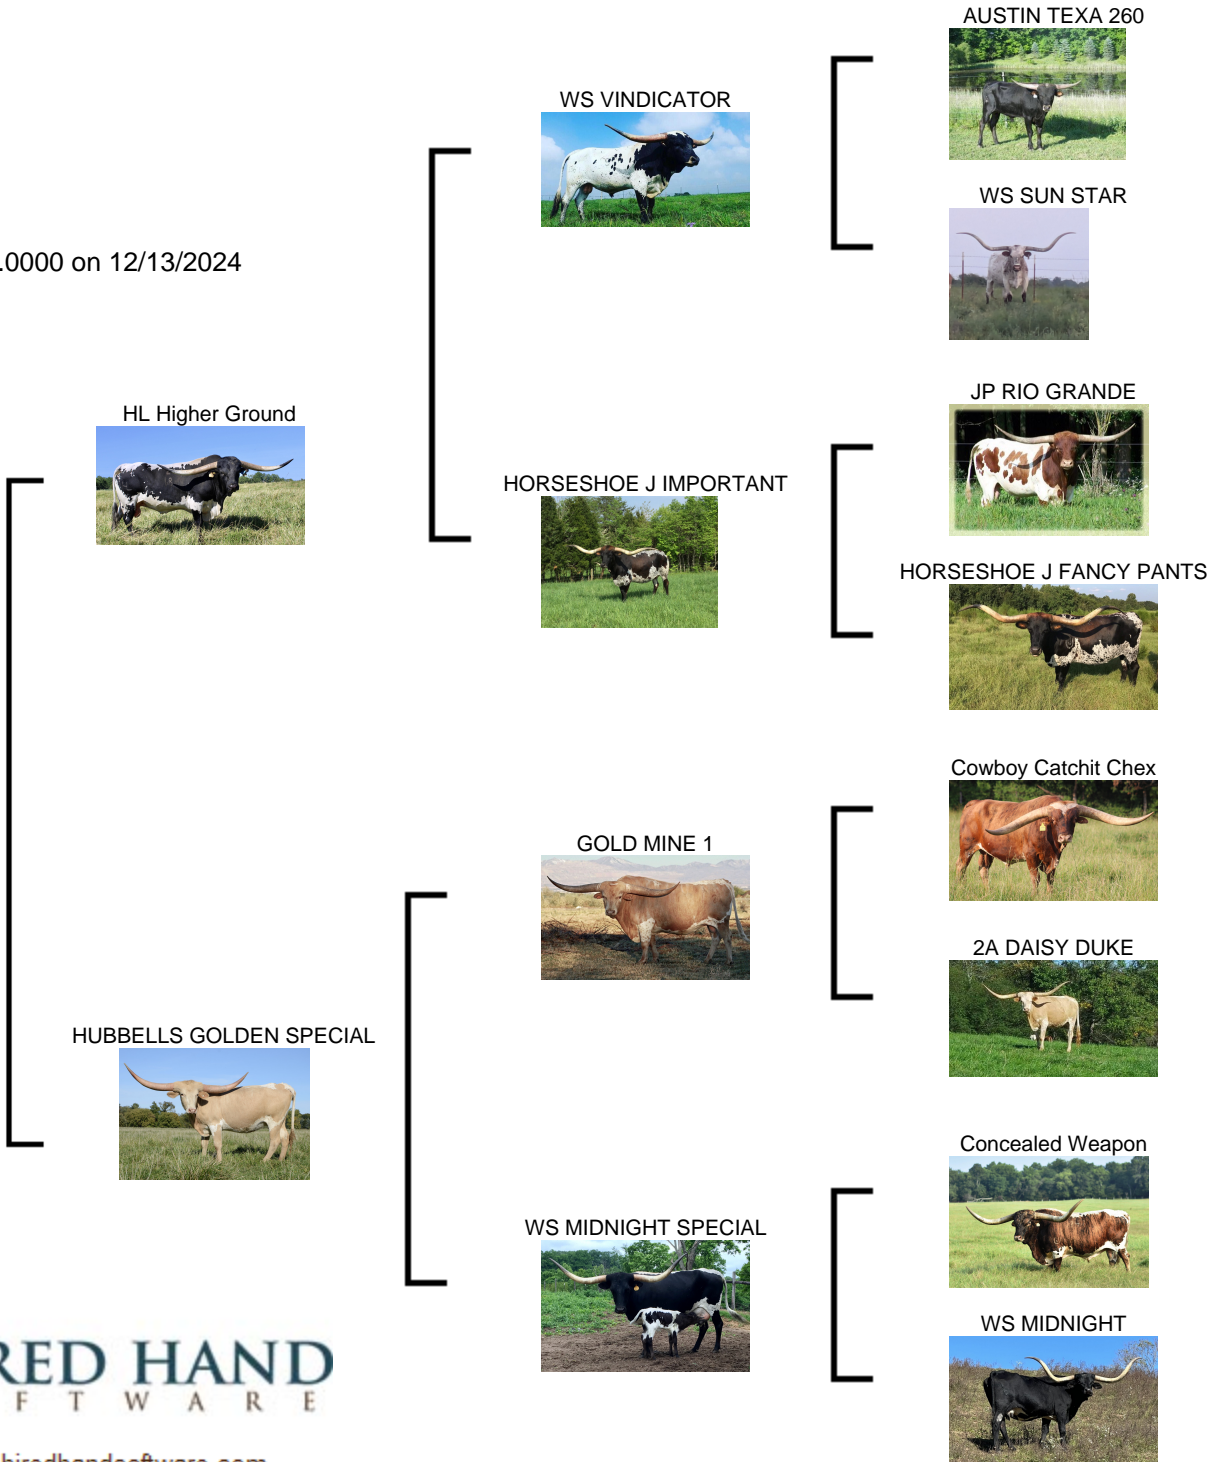 AUSTIN TEXA 260
WS VINDICATOR
WS SUN STAR
.0000 on 12/13/2024
JP RIO GRANDE
HL Higher Ground
HORSESHOE J IMPORTANT
HORSESHOE J FANCY PANTS
Cowboy Catchit Chex
GOLD MINE 1
2A DAISY DUKE
HUBBELLS GOLDEN SPECIAL
Concealed Weapon
WS MIDNIGHT SPECIAL
WS MIDNIGHT
RED HAND
F T W A R E
hiredhandsoftware.com